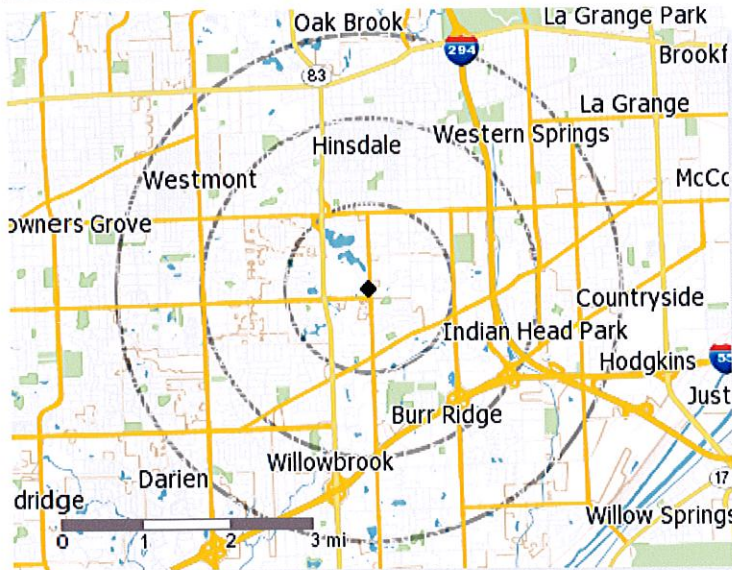 Oak Brook
La Grange Park
294
Brookf
83
La Grange
Hinsdale
Western Springs
Westmont
McCo
owners Grove
Countryside
Indian Head Park
Hodgkins
55
Just
Burr Ridge
Willowbrook
Darien
17
dridge
Willow Springs
0 1 2 3 mi